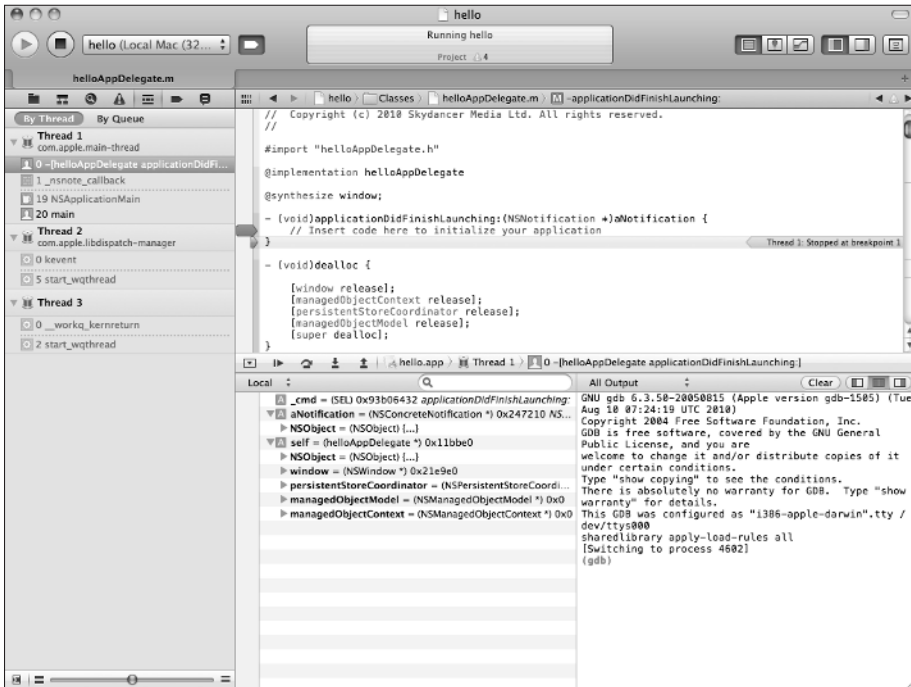 hello
hello (Local Mac (32...
Running hello
Project 4
helloAppDelegate.m
hello
Classes
helloAppDelegate.m
M -applicationDidFinishLaunching:
By Thread
By Queue
Thread 1
com.apple.main-thread
0 -[helloAppDelegate applicationDidFi...
1 _nsnote_callback
19 NSApplicationMain
20 main
Thread 2
com.apple.libdispatch-manager
0 kevent
5 start_wqthread
Thread 3
0 __workq_kernreturn
2 start_wqthread
// Copyright (c) 2010 Skydancer Media Ltd. All rights reserved.
//
#import "helloAppDelegate.h"
@implementation helloAppDelegate
@synthesize window;
- (void)applicationDidFinishLaunching:(NSNotification *)aNotification {
// Insert code here to initialize your application
}
Thread 1: Stopped at breakpoint 1
- (void)dealloc {
[window release];
[managedObjectContext release];
[persistentStoreCoordinator release];
[managedObjectModel release];
[super dealloc];
}
hello.app
Thread 1
0 -[helloAppDelegate applicationDidFinishLaunching:]
Local
A _cmd = (SEL) 0x93b06432 applicationDidFinishLaunching:
A aNotification = (NSConcreteNotification *) 0x247210 NS...
NSObject = (NSObject) {...}
A self = (helloAppDelegate *) 0x11bbe0
NSObject = (NSObject) {...}
window = (NSWindow *) 0x21e9e0
persistentStoreCoordinator = (NSPersistentStoreCoordi...
managedObjectModel = (NSManagedObjectModel *) 0x0
managedObjectContext = (NSManagedObjectContext *) 0x0
All Output
Clear
GNU gdb 6.3.50-20050815 (Apple version gdb-1505) (Tue
Aug 10 07:24:19 UTC 2010)
Copyright 2004 Free Software Foundation, Inc.
GDB is free software, covered by the GNU General
Public License, and you are
welcome to change it and/or distribute copies of it
under certain conditions.
Type "show copying" to see the conditions.
There is absolutely no warranty for GDB.  Type "show
warranty" for details.
This GDB was configured as "i386-apple-darwin".tty /
dev/ttys000
sharedlibrary apply-load-rules all
[Switching to process 4602]
(gdb)